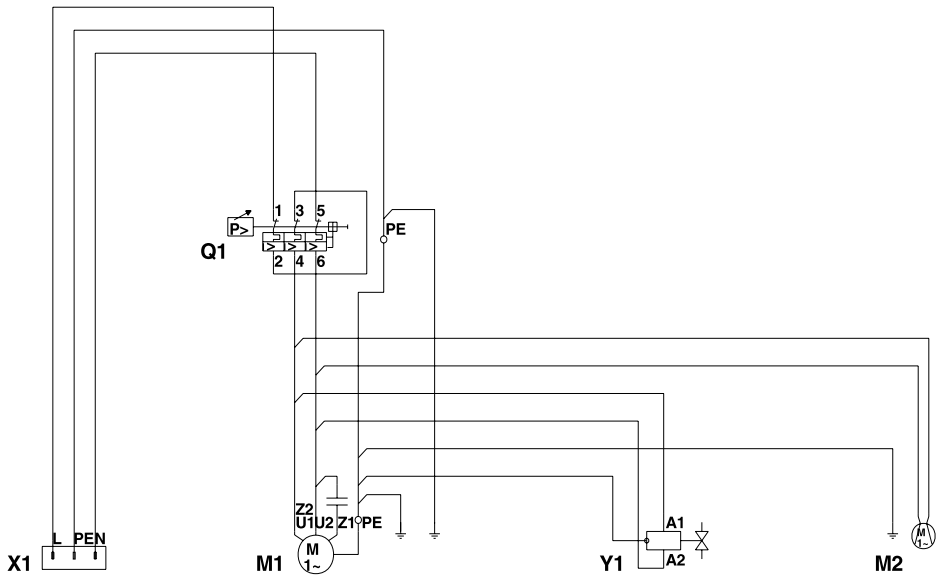 1 3 5
P>
PE
Q1
I> I> I>
2 4 6
Z2
U1U2 Z1 PE
A1
L PEN
M
1~
M
1~
A2
X1
M1
Y1
M2